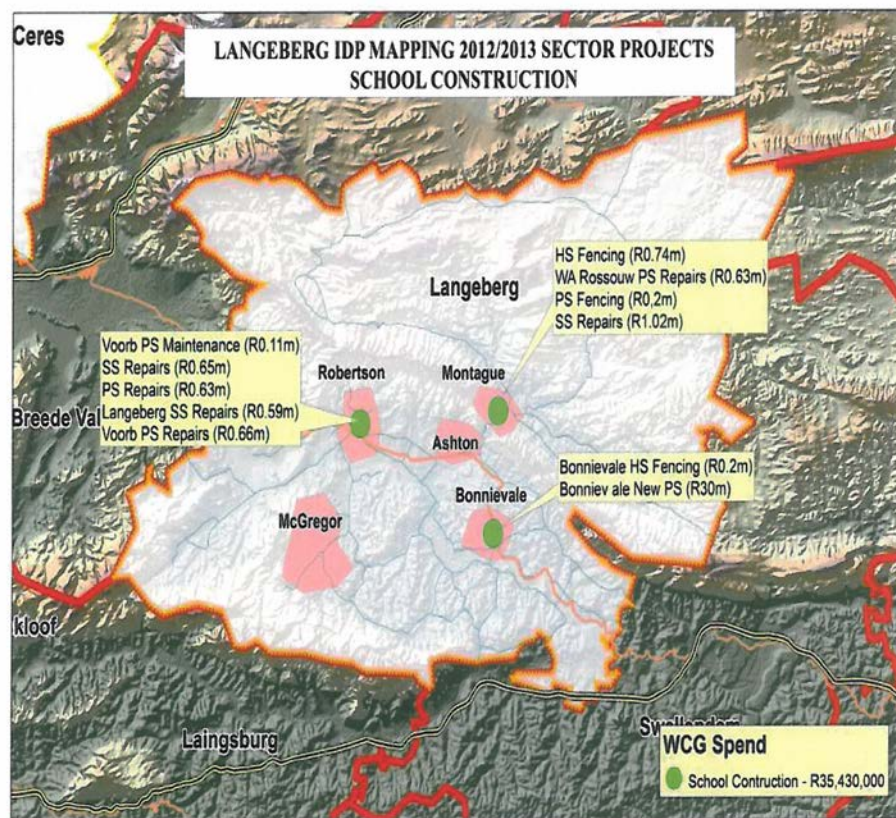 Ceres
LANGEBERG IDP MAPPING 2012/2013 SECTOR PROJECTS
SCHOOL CONSTRUCTION
HS Fencing (R0.74m)
WA Rossouw PS Repairs (R0.63m)
PS Fencing (R0,2m)
SS Repairs (R1.02m)
Langeberg
Voorb PS Maintenance (R0.11m)
SS Repairs (R0.65m)
PS Repairs (R0.63m)
Langeberg SS Repairs (R0.59m)
Voorb PS Repairs (R0.66m)
Robertson
Montague
Breede Val
Ashton
Bonnievale HS Fencing (R0.2m)
Bonniev ale New PS (R30m)
Bonnievale
McGregor
kloof
Laingsburg
Swellendam
WCG Spend
School Contruction - R35,430,000